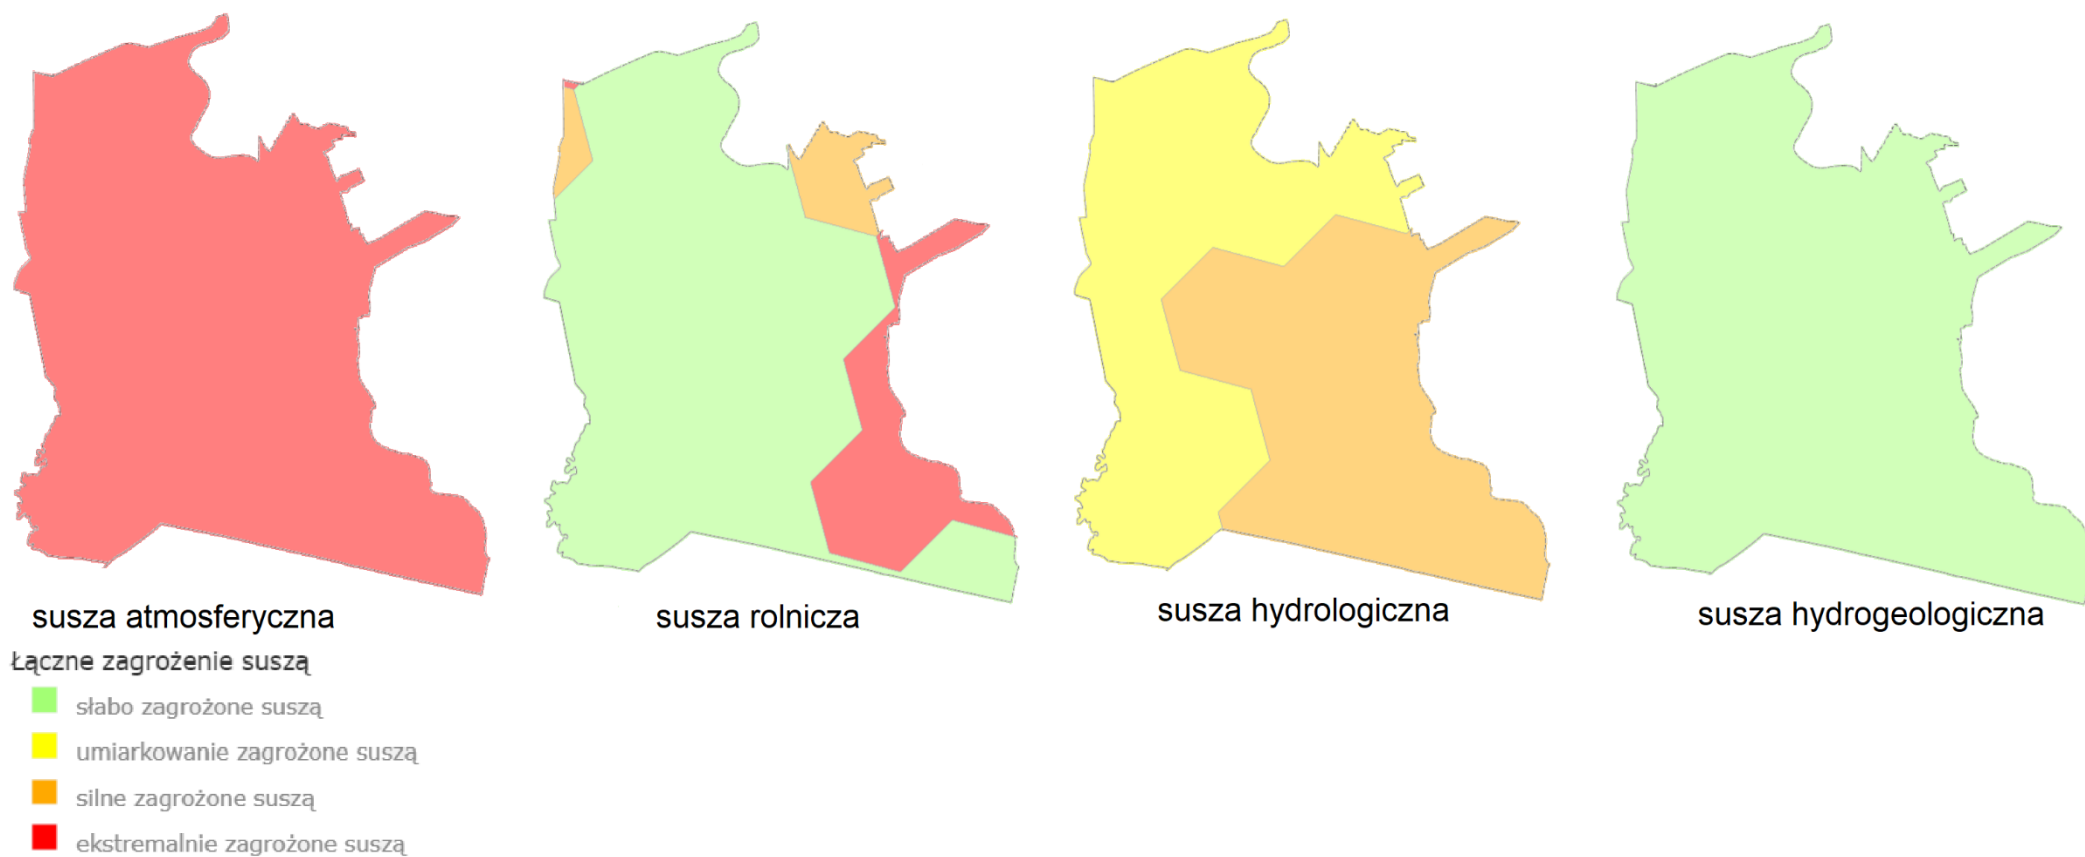 susza atmosferyczna
susza rolnicza
susza hydrologiczna
susza hydrogeologiczna
Łączne zagrożenie suszą
słabo zagrożone suszą
umiarkowanie zagrożone suszą
silne zagrożone suszą
ekstremalnie zagrożone suszą